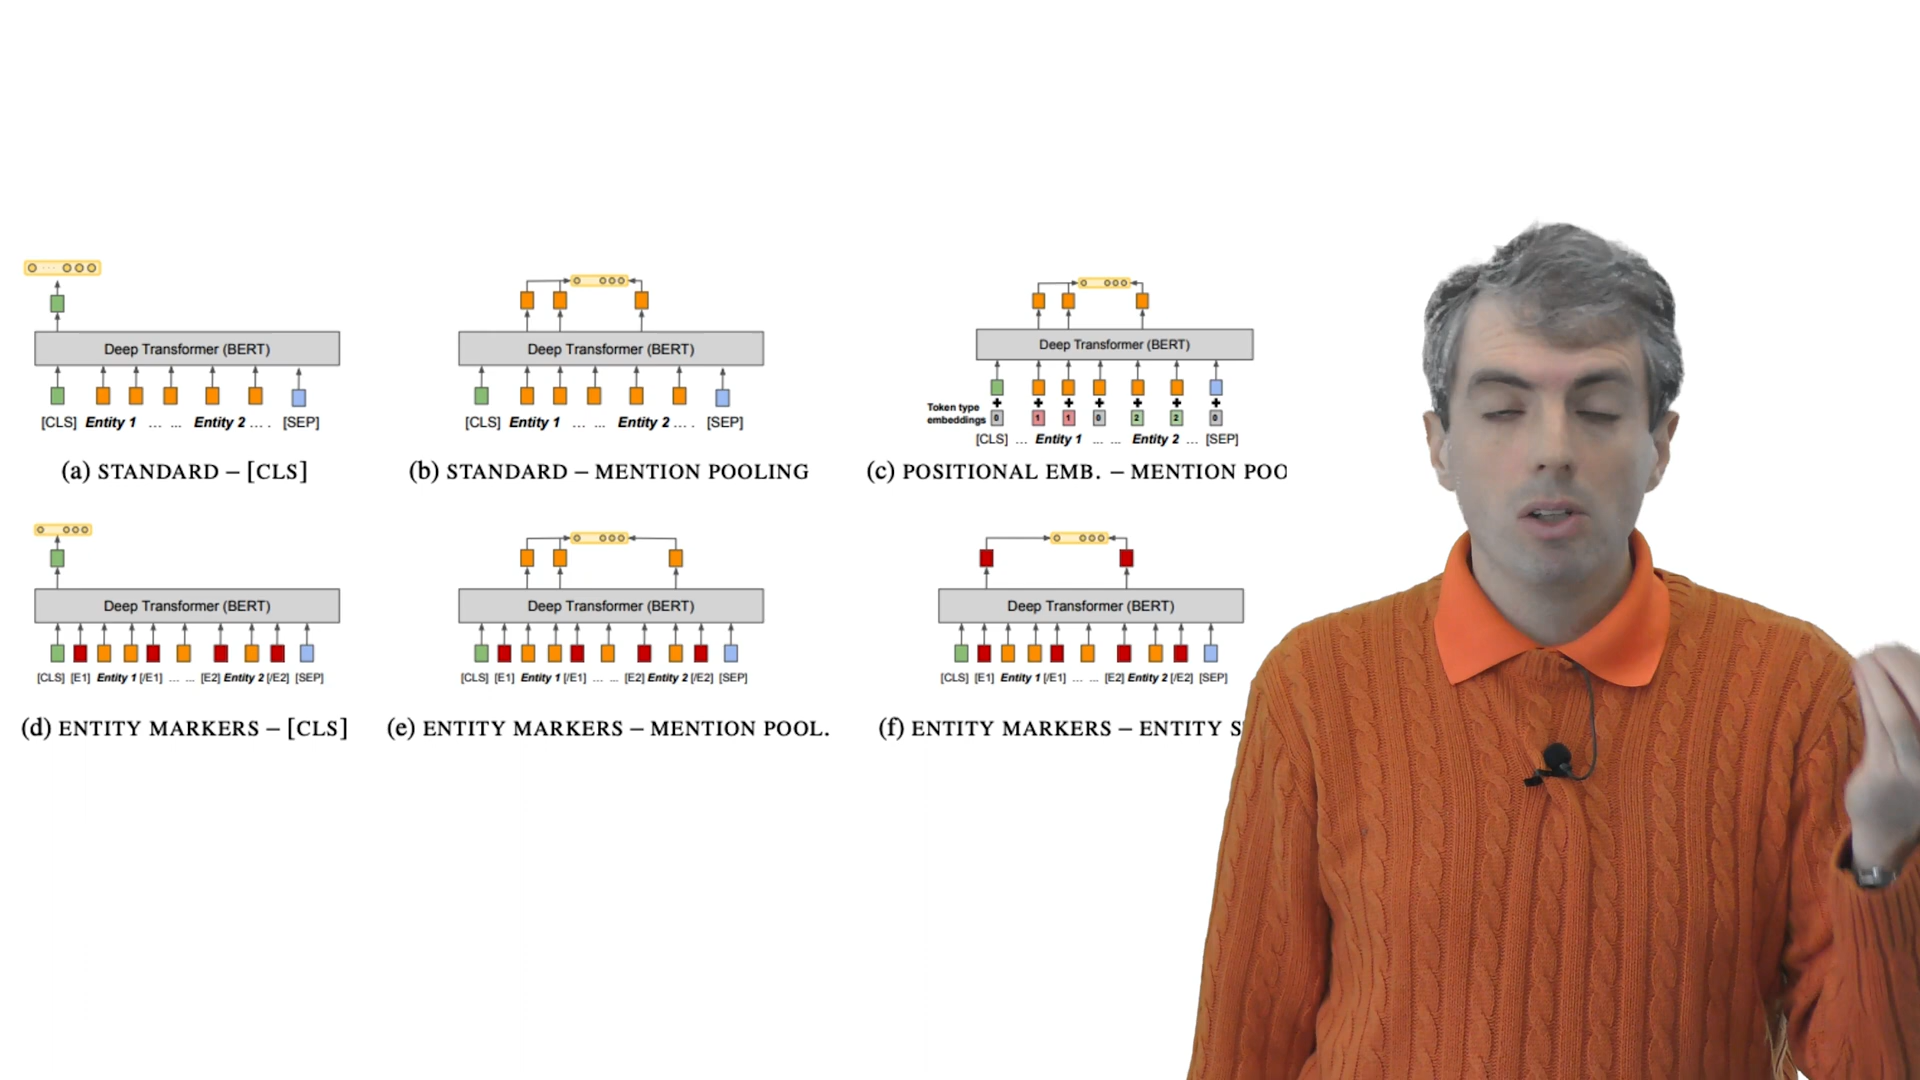 Deep Transformer (BERT)
[CLS] Entity 1 ... ... Entity 2 ... . [SEP]
(a) STANDARD – [CLS]
Deep Transformer (BERT)
[CLS] Entity 1 ... ... Entity 2 ... . [SEP]
(b) STANDARD – MENTION POOLING
Deep Transformer (BERT)
Token type
embeddings 0 1 1 0 2 2 0
[CLS] ... Entity 1 ... ... Entity 2 ... [SEP]
(c) POSITIONAL EMB. – MENTION POO
Deep Transformer (BERT)
[CLS] [E1] Entity 1 [/E1] ... ... [E2] Entity 2 [/E2] [SEP]
(d) ENTITY MARKERS – [CLS]
Deep Transformer (BERT)
[CLS] [E1] Entity 1 [/E1] ... ... [E2] Entity 2 [/E2] [SEP]
(e) ENTITY MARKERS – MENTION POOL.
Deep Transformer (BERT)
[CLS] [E1] Entity 1 [/E1] ... ... [E2] Entity 2 [/E2] [SEP]
(f) ENTITY MARKERS – ENTITY S